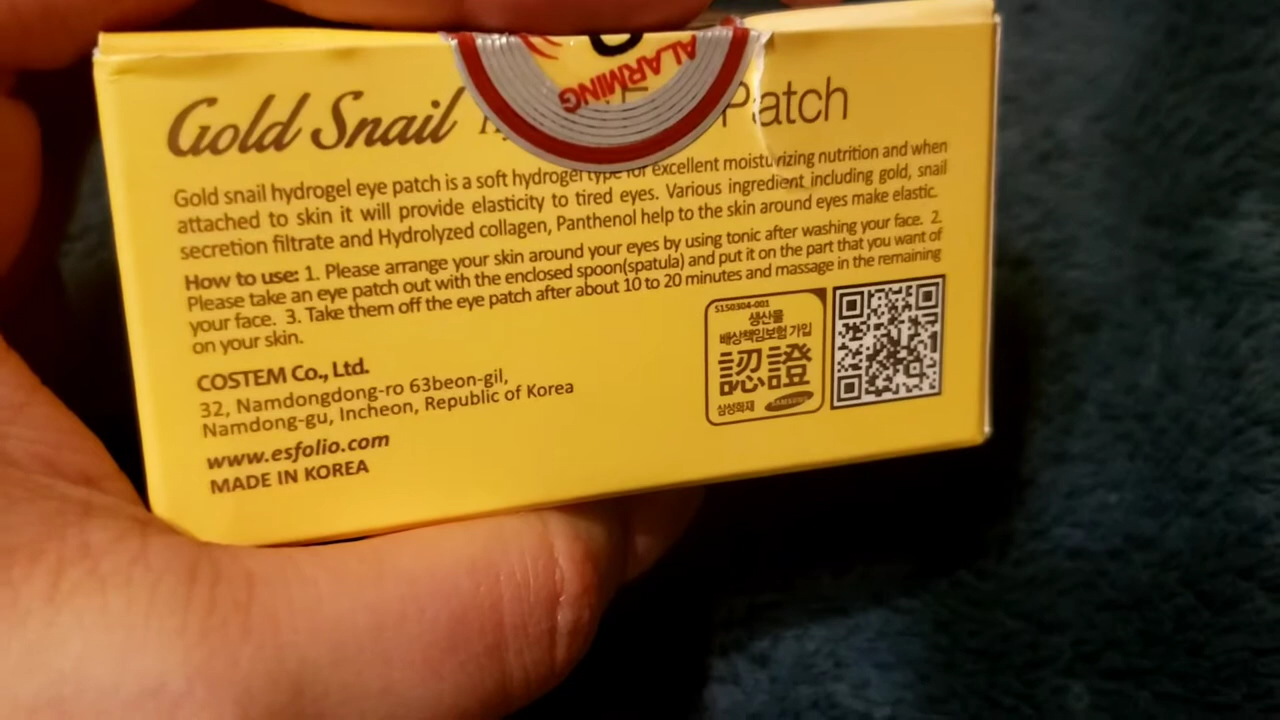 ALARMING
Gold Snail Patch
Gold snail hydrogel eye patch is a soft hydrogel type for excellent moisturizing nutrition and when
attached to skin it will provide elasticity to tired eyes. Various ingredient including gold, snail
secretion filtrate and Hydrolyzed collagen, Panthenol help to the skin around eyes make elastic.
How to use: 1. Please arrange your skin around your eyes by using tonic after washing your face. 2.
Please take an eye patch out with the enclosed spoon(spatula) and put it on the part that you want of
your face. 3. Take them off the eye patch after about 10 to 20 minutes and massage in the remaining
on your skin.
COSTEM Co., Ltd.
32, Namdongdong-ro 63beon-gil,
Namdong-gu, Incheon, Republic of Korea
www.esfolio.com
MADE IN KOREA
S150304-001
생산물
배상책임보험 가입
認證
삼성화재 SAMSUNG